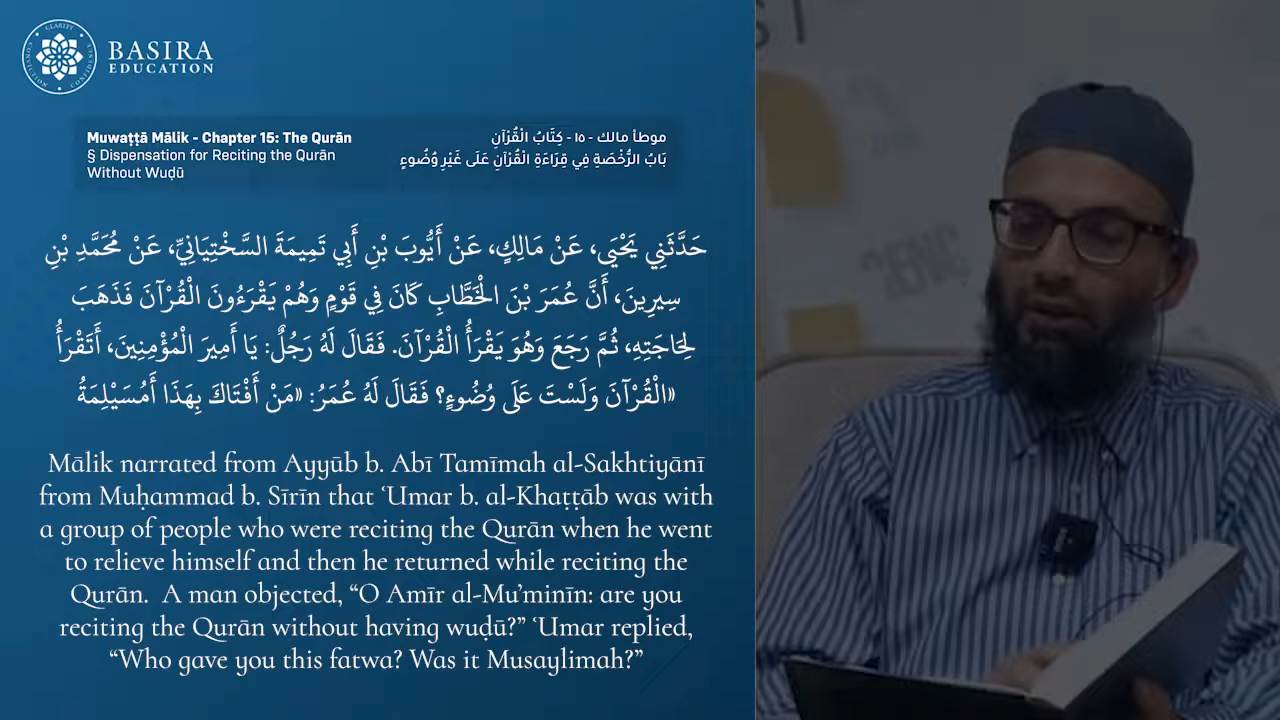 CLARITY
CONVICTION
CONFIDENCE
BASIRA
EDUCATION
Muwaṭṭā Mālik - Chapter 15: The Qurān
§ Dispensation for Reciting the Qurān
Without Wuḍū
موطأ مالك - ١٥ - كِتَابُ الْقُرْآنِ
بَابُ الرُّخْصَةِ فِي قِرَاءَةِ الْقُرْآنِ عَلَى غَيْرِ وُضُوءٍ
حَدَّثَنِي يَحْيَى، عَنْ مَالِكٍ، عَنْ أَيُّوبَ بْنِ أَبِي تَمِيمَةَ السَّخْتِيَانِيِّ، عَنْ مُحَمَّدِ بْنِ
سِيرِينَ، أَنَّ عُمَرَ بْنَ الْخَطَّابِ كَانَ فِي قَوْمٍ وَهُمْ يَقْرَءُونَ الْقُرْآنَ فَذَهَبَ
لِحَاجَتِهِ، ثُمَّ رَجَعَ وَهُوَ يَقْرَأُ الْقُرْآنَ. فَقَالَ لَهُ رَجُلٌ: يَا أَمِيرَ الْمُؤْمِنِينَ، أَتَقْرَأُ
«الْقُرْآنَ وَلَسْتَ عَلَى وُضُوءٍ؟ فَقَالَ لَهُ عُمَرُ: «مَنْ أَفْتَاكَ بِهَذَا أَمُسَيْلِمَةُ
Mālik narrated from Ayyūb b. Abī Tamīmah al-Sakhtiyānī
from Muḥammad b. Sīrīn that ʿUmar b. al-Khaṭṭāb was with
a group of people who were reciting the Qurān when he went
to relieve himself and then he returned while reciting the
Qurān. A man objected, “O Amīr al-Mu’minīn: are you
reciting the Qurān without having wuḍū?” ʿUmar replied,
“Who gave you this fatwa? Was it Musaylimah?”